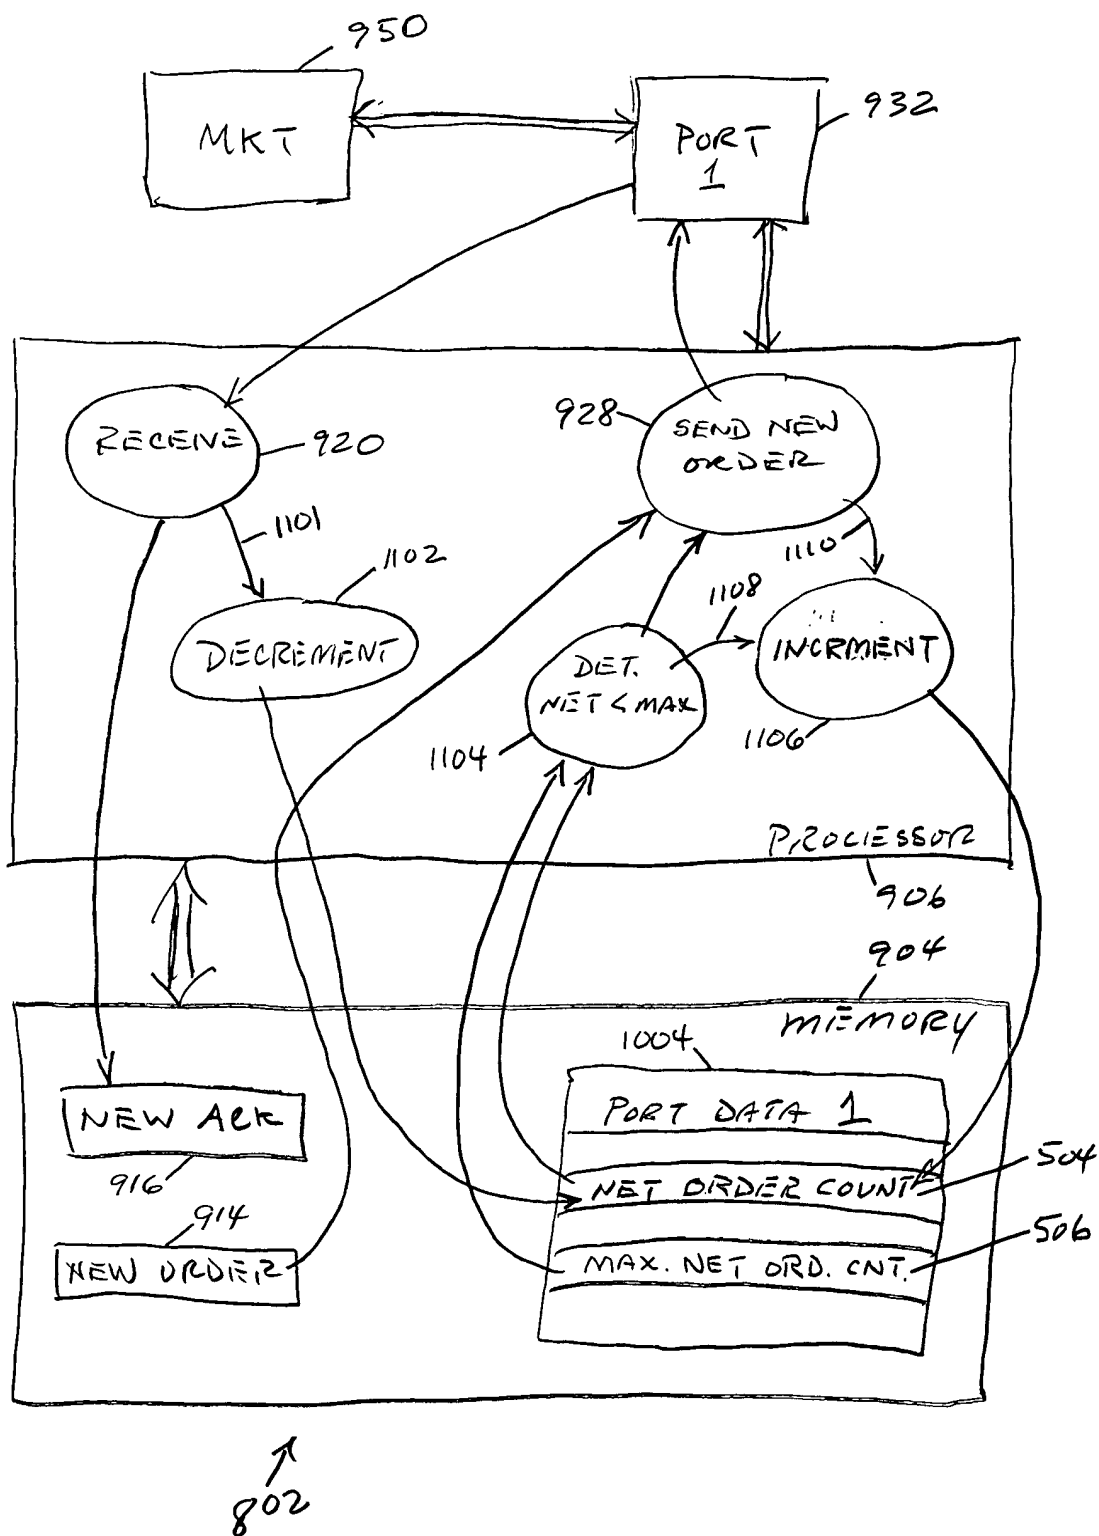 950
MKT
932
PORT
1
RECEIVE
920
928
SEND NEW
ORDER
1101
1102
DECREMENT
1110
1108
INCRMENT
DET.
NET < MAX
1104
1106
PROCESSOR
906
904
MEMORY
1004
PORT DATA 1
NEW ACK
916
NET ORDER COUNT
504
914
NEW ORDER
MAX. NET ORD. CNT.
506
802